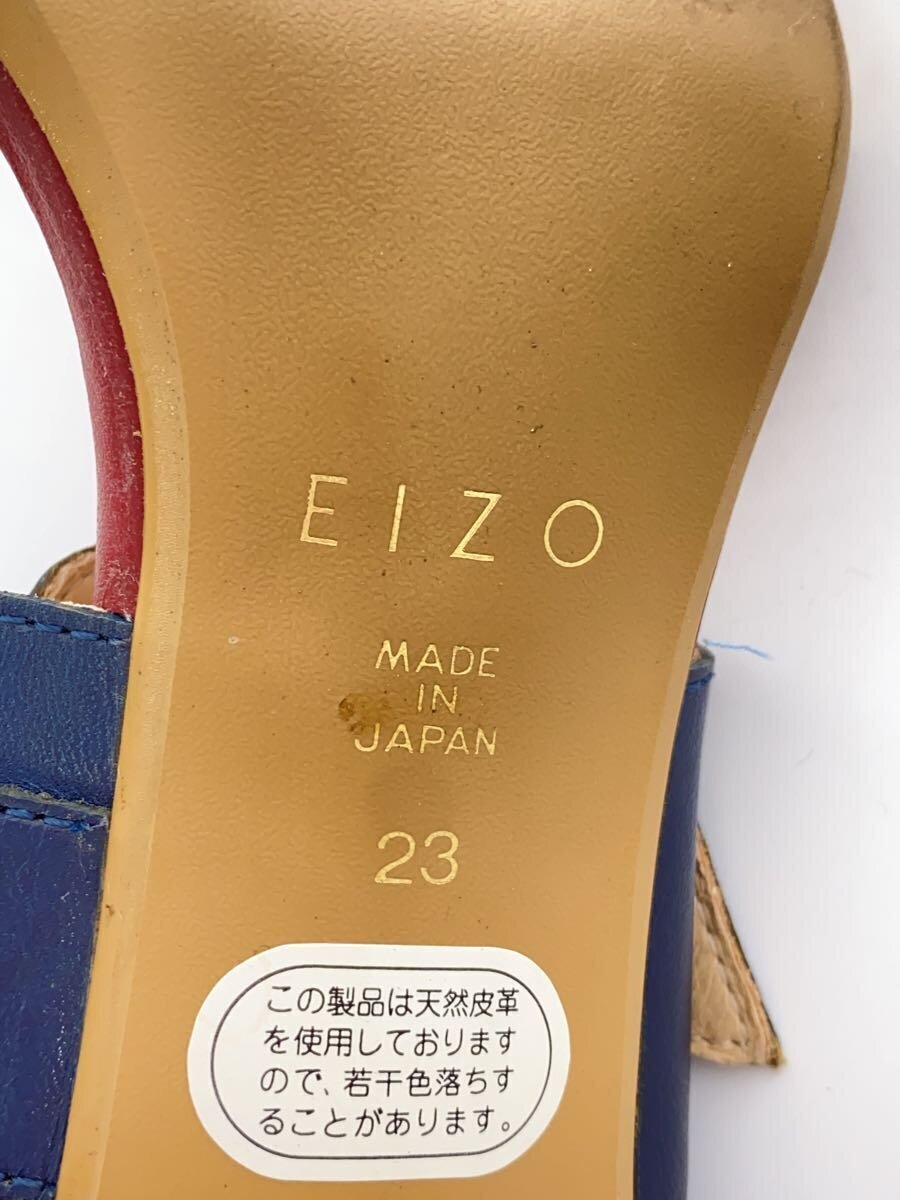 EIZO
MADE
IN
JAPAN
23
この製品は天然皮革
を使用しております
ので、若干色落ちす
ることがあります。